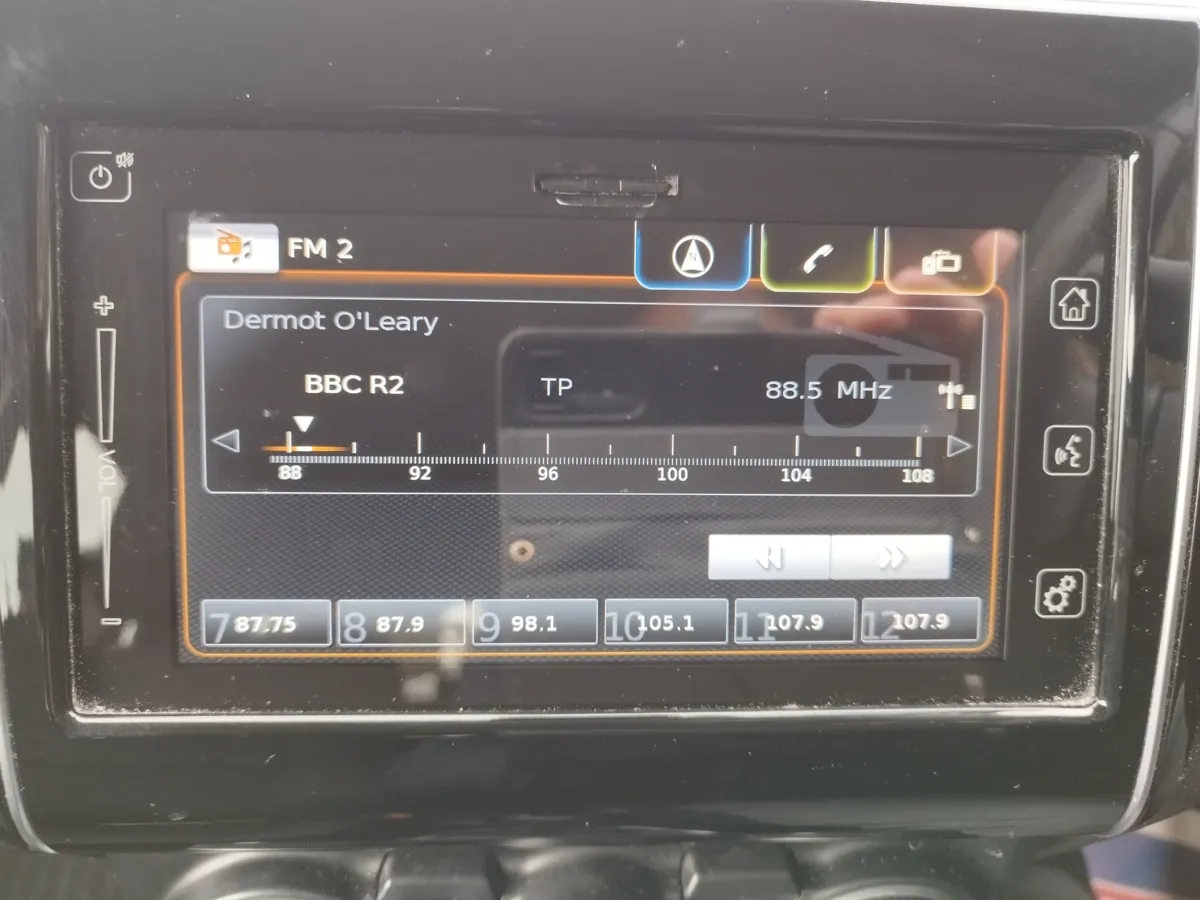 FM 2
N
Dermot O'Leary
BBC R2 TP 88.5 MHz
88 92 96 100 104 108
VOL
7 87.75 8 87.9 9 98.1 10 105.1 11 107.9 12 107.9